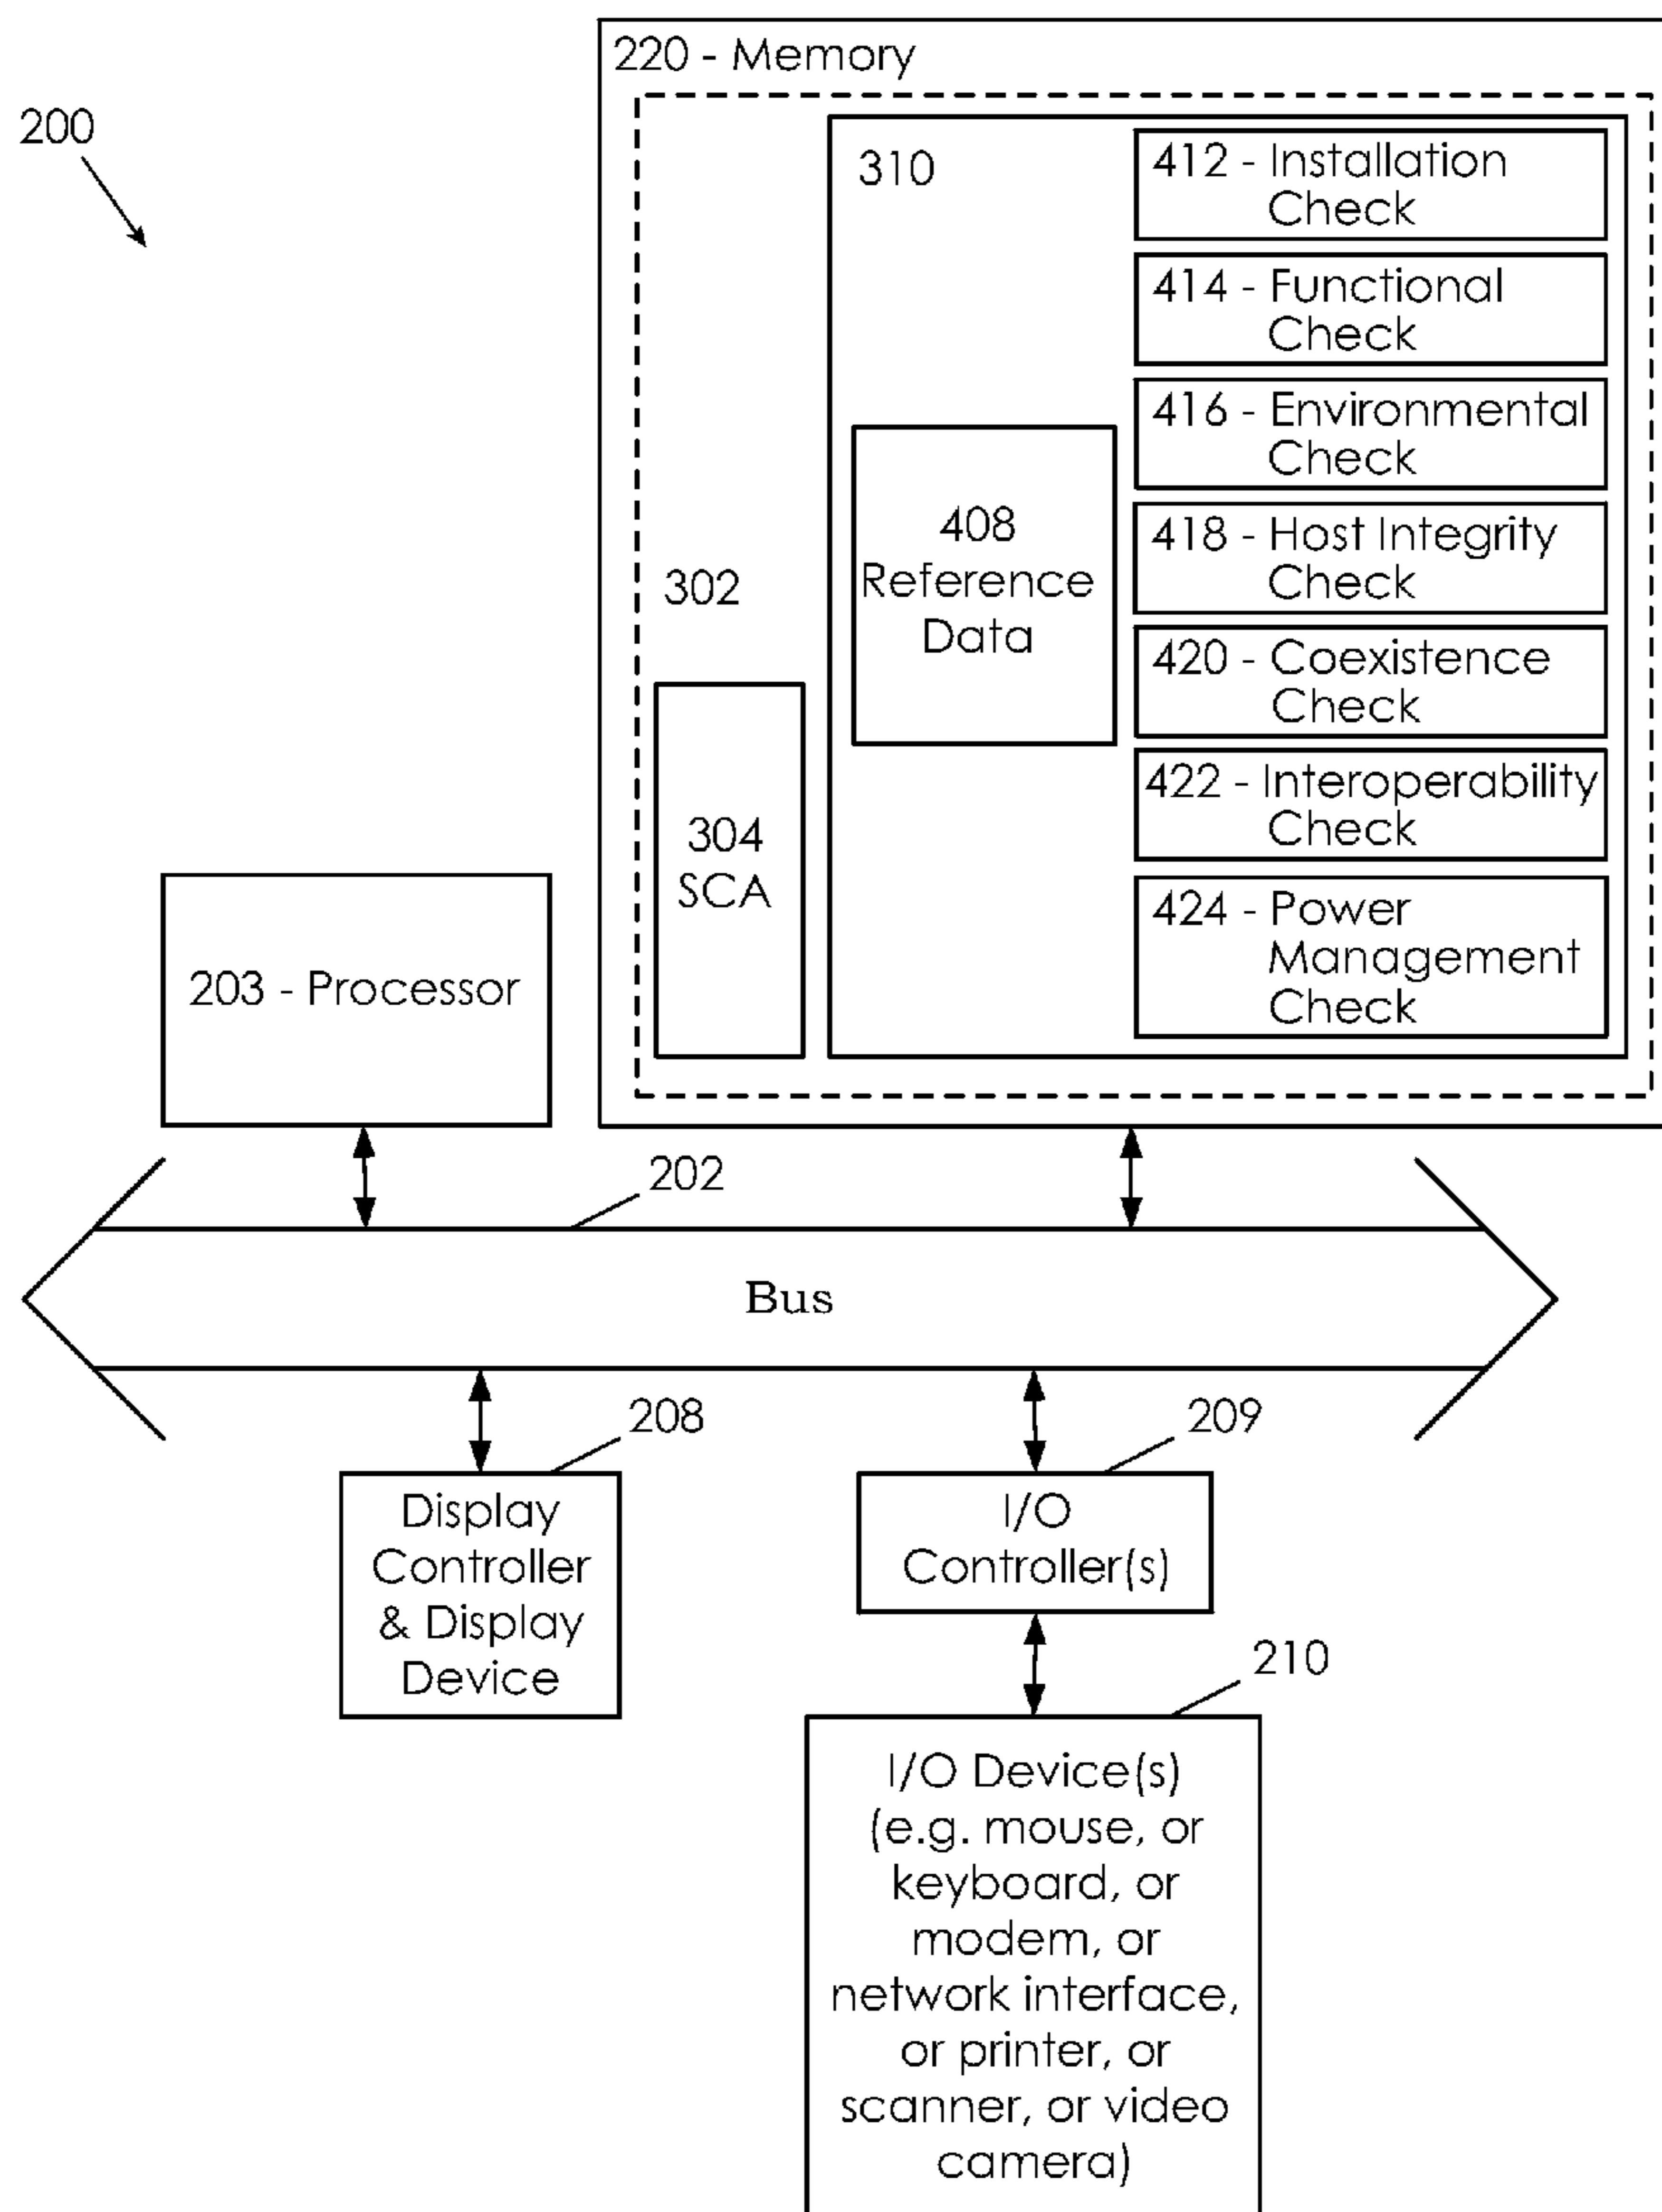 220 - Memory
200
310
412 - Installation
Check
414 - Functional
Check
416 - Environmental
Check
408
Reference
Data
418 - Host Integrity
Check
302
420 - Coexistence
Check
422 - Interoperability
Check
304
SCA
424 - Power
Management
Check
203 - Processor
202
Bus
208
209
Display
Controller
& Display
Device
I/O
Controller(s)
210
I/O Device(s)
(e.g. mouse, or
keyboard, or
modem, or
network interface,
or printer, or
scanner, or video
camera)